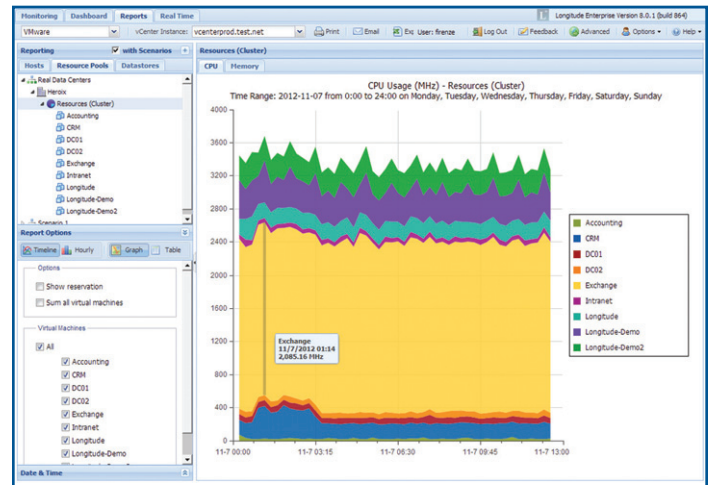 Monitoring Dashboard Reports Real Time
Longitude Enterprise Version 8.0.1 (build 864)
VMware vCenter Instance: vcenterprod.test.net Print Email Exp User: firenze Log Out Feedback Advanced Options Help
Reporting with Scenarios
Hosts Resource Pools Datastores
Real Data Centers
Heroix
Resources (Cluster)
Accounting
CRM
DC01
DC02
Exchange
Intranet
Longitude
Longitude-Demo
Longitude-Demo2
Scenario 1
Report Options
Timeline Hourly Graph Table
Options
Show reservation
Sum all virtual machines
Virtual Machines
All
Accounting
CRM
DC01
DC02
Exchange
Intranet
Longitude
Longitude-Demo
Date & Time
Resources (Cluster)
CPU Memory
CPU Usage (MHz) - Resources (Cluster)
Time Range: 2012-11-07 from 0:00 to 24:00 on Monday, Tuesday, Wednesday, Thursday, Friday, Saturday, Sunday
4000
3600
3200
2800
2400
2000
1600
1200
800
400
0
11-7 00:00 11-7 03:15 11-7 06:30 11-7 09:45 11-7 13:00
Exchange
11/7/2012 01:14
2,085.16 MHz
Accounting
CRM
DC01
DC02
Exchange
Intranet
Longitude
Longitude-Demo
Longitude-Demo2